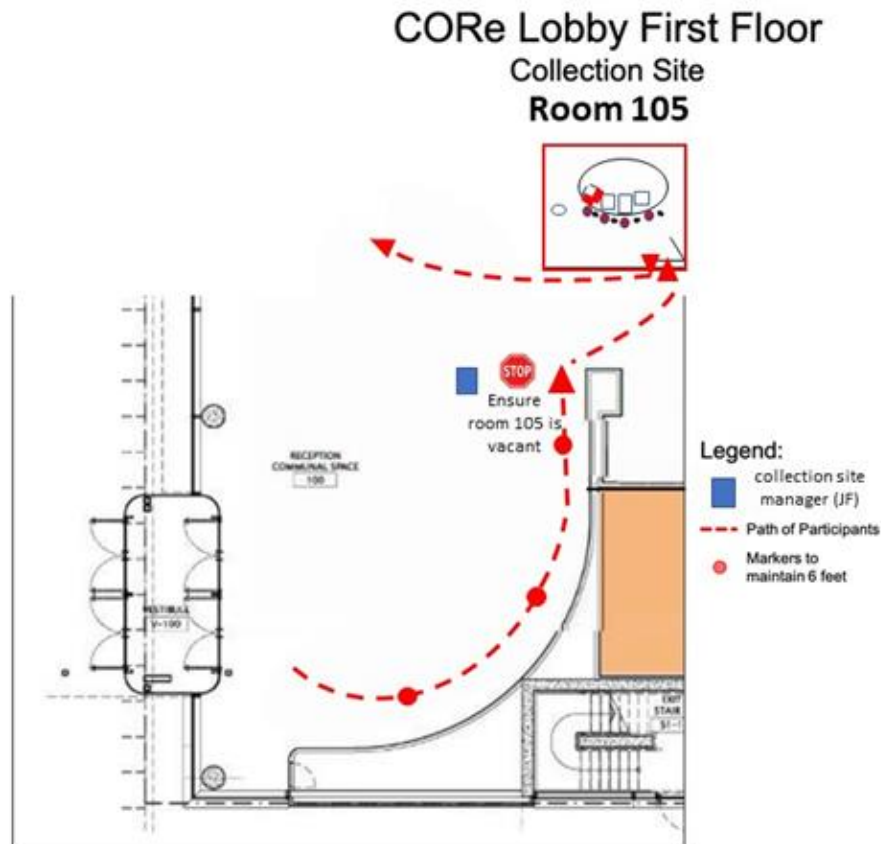 CORe Lobby First Floor
Collection Site
Room 105
STOP
Ensure
room 105 is
vacant
RECEPTION
COMMUNAL SPACE
100
Legend:
collection site
manager (JF)
Path of Participants
Markers to
maintain 6 feet
V-100
EXIT
STAIR